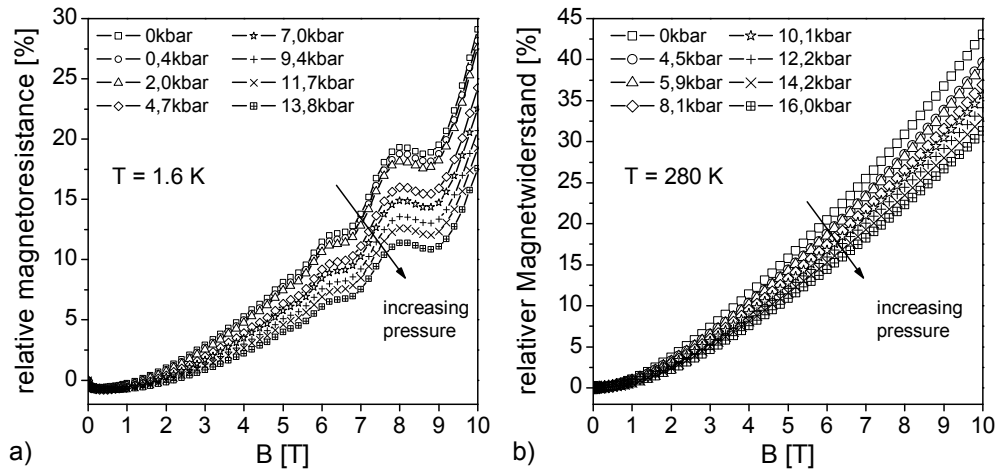 relative magnetoresistance [%]
30
25
20
15
10
5
0
0kbar
0,4kbar
2,0kbar
4,7kbar
7,0kbar
9,4kbar
11,7kbar
13,8kbar
T = 1.6 K
increasing
pressure
0 1 2 3 4 5 6 7 8 9 10
B [T]
a)
relativer Magnetwiderstand [%]
45
40
35
30
25
20
15
10
5
0
0kbar
4,5kbar
5,9kbar
8,1kbar
10,1kbar
12,2kbar
14,2kbar
16,0kbar
T = 280 K
increasing
pressure
0 1 2 3 4 5 6 7 8 9 10
B [T]
b)